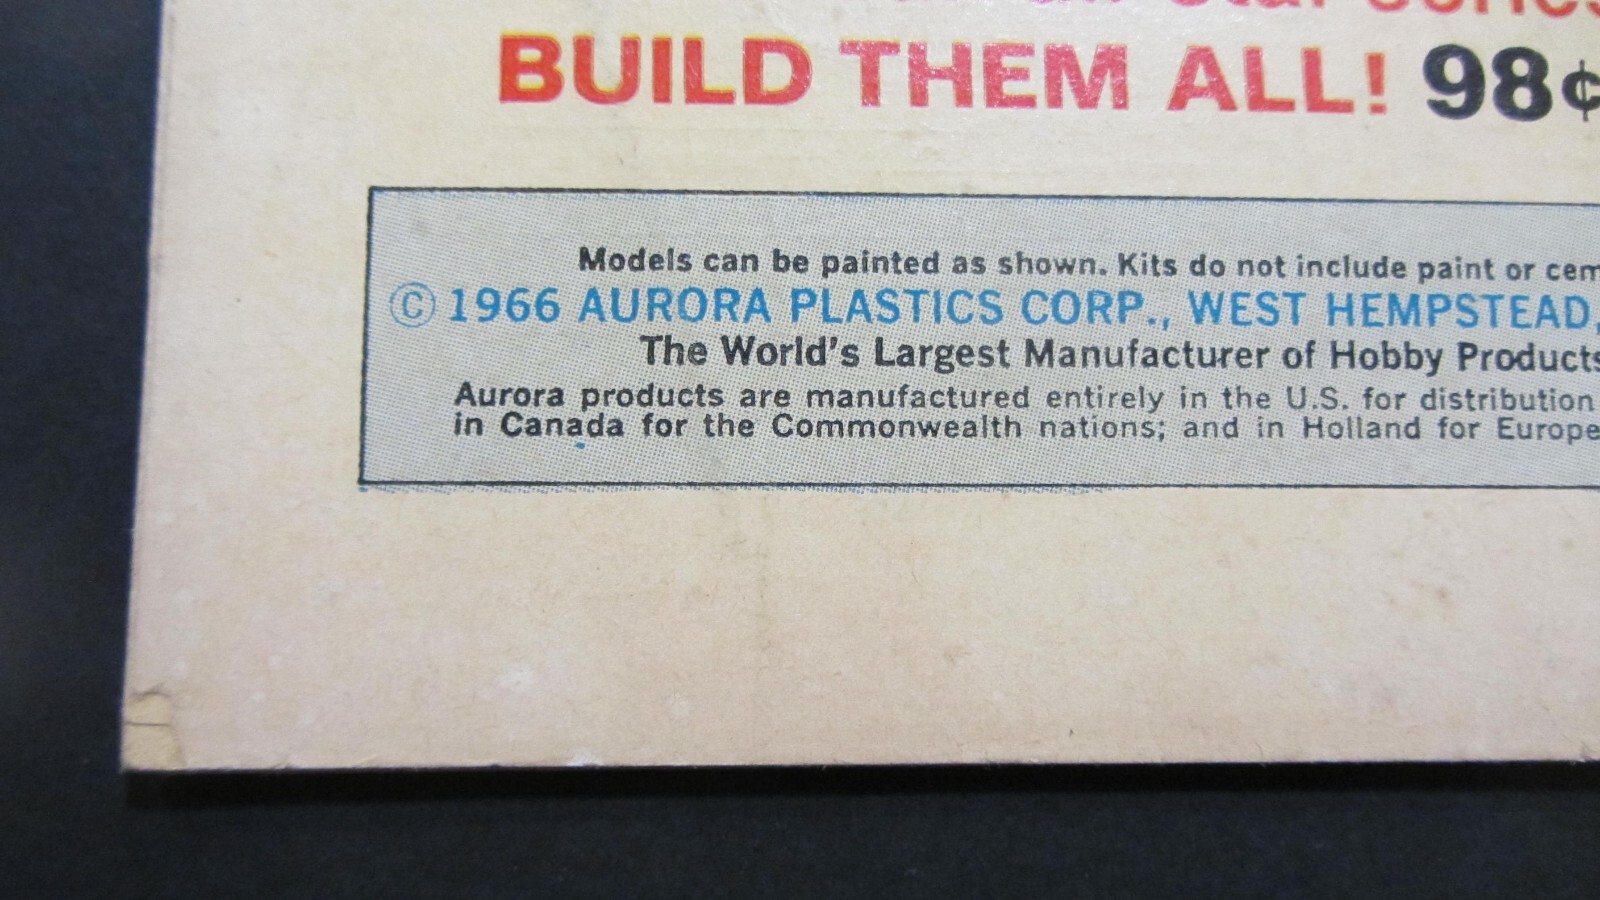 BUILD THEM ALL! 98¢
Models can be painted as shown. Kits do not include paint or cem
© 1966 AURORA PLASTICS CORP., WEST HEMPSTEAD,
The World's Largest Manufacturer of Hobby Products
Aurora products are manufactured entirely in the U.S. for distribution
in Canada for the Commonwealth nations; and in Holland for Europe